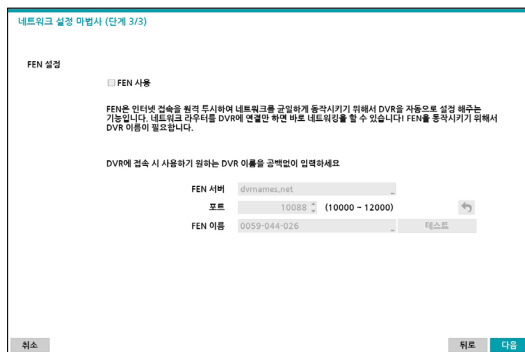 네트워크 설정 마법사 (단계 3/3)
FEN 설정
FEN 사용
FEN은 인터넷 접속을 원격 투시하여 네트워크를 균일하게 동작시키기 위해서 DVR을 자동으로 설정 해주는
기능입니다. 네트워크 라우터를 DVR에 연결만 하면 바로 네트워킹을 할 수 있습니다! FEN을 동작시키기 위해서
DVR 이름이 필요합니다.
DVR에 접속 시 사용하기 원하는 DVR 이름을 공백없이 입력하세요
FEN 서버 dvrnames.net
포트 10088 (10000 ~ 12000)
FEN 이름 0059-044-026 테스트
취소 뒤로 다음